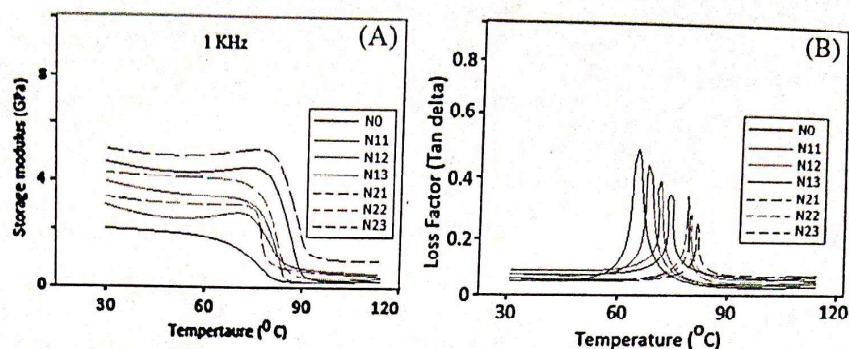 1 KHz
(A)
Storage modulus (GPa)
8
4
0
30
60
90
120
Tempertaure (⁰ C)
N0
N11
N12
N13
N21
N22
N23
(B)
Loss Factor (Tan delta)
0.8
0.6
0.4
0.2
0
30
60
90
120
Temperature (⁰C)
N0
N11
N12
N13
N21
N22
N23